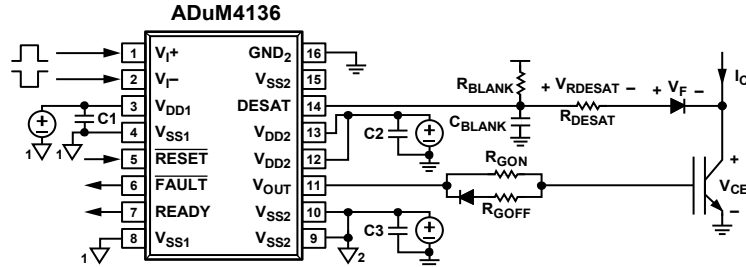 ADuM4136
1 V_I+ GND_2 16
2 V_I– V_SS2 15
3 V_DD1 DESAT 14
4 V_SS1 V_DD2 13
5 RESET V_DD2 12
6 FAULT V_OUT 11
7 READY V_SS2 10
8 V_SS1 V_SS2 9
C1
1
1
1
R_BLANK
+ V_RDESAT –
+ V_F –
I_C
C_BLANK
R_DESAT
C2
R_GON
R_GOFF
+
V_CE
–
C3
2